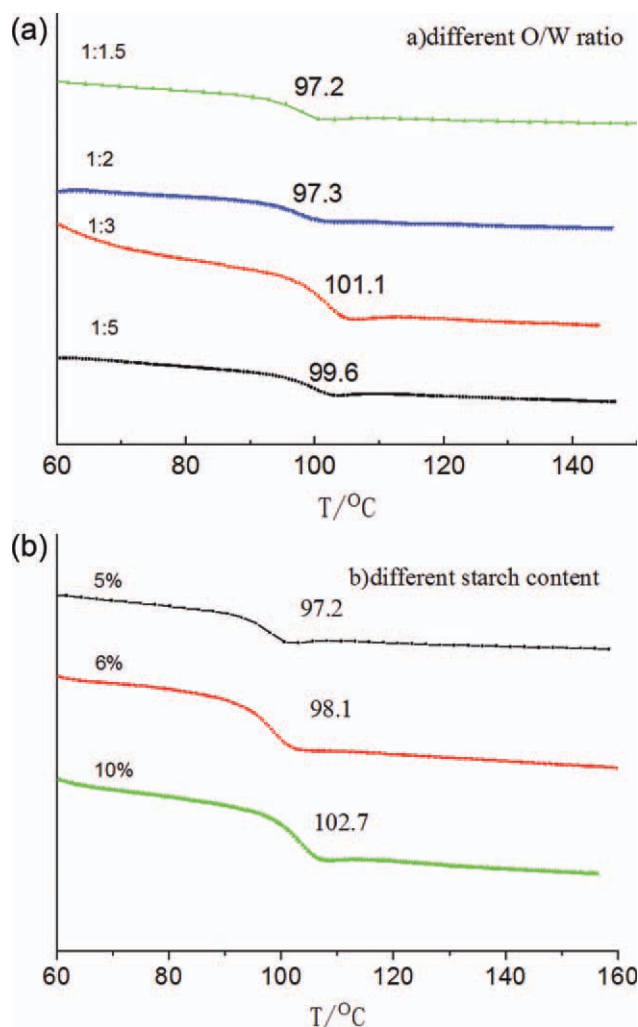 (a)
a)different O/W ratio
1:1.5
97.2
1:2
97.3
1:3
101.1
1:5
99.6
60 80 100 120 140
T/°C
(b)
b)different starch content
5%
97.2
6%
98.1
10%
102.7
60 80 100 120 140 160
T/°C